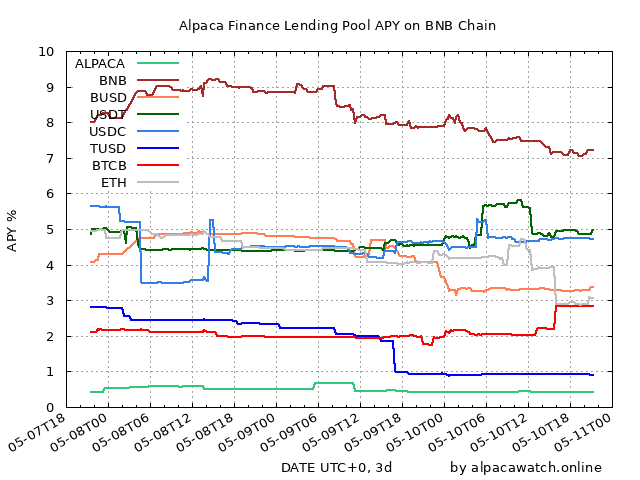 Alpaca Finance Lending Pool APY on BNB Chain
10
9
8
7
6
5
4
3
2
1
0
APY %
ALPACA
BNB
BUSD
USDT
USDC
TUSD
BTCB
ETH
05-07T18
05-08T00
05-08T06
05-08T12
05-08T18
05-09T00
05-09T06
05-09T12
05-09T18
05-10T00
05-10T06
05-10T12
05-10T18
05-11T00
DATE UTC+0, 3d
by alpacawatch.online